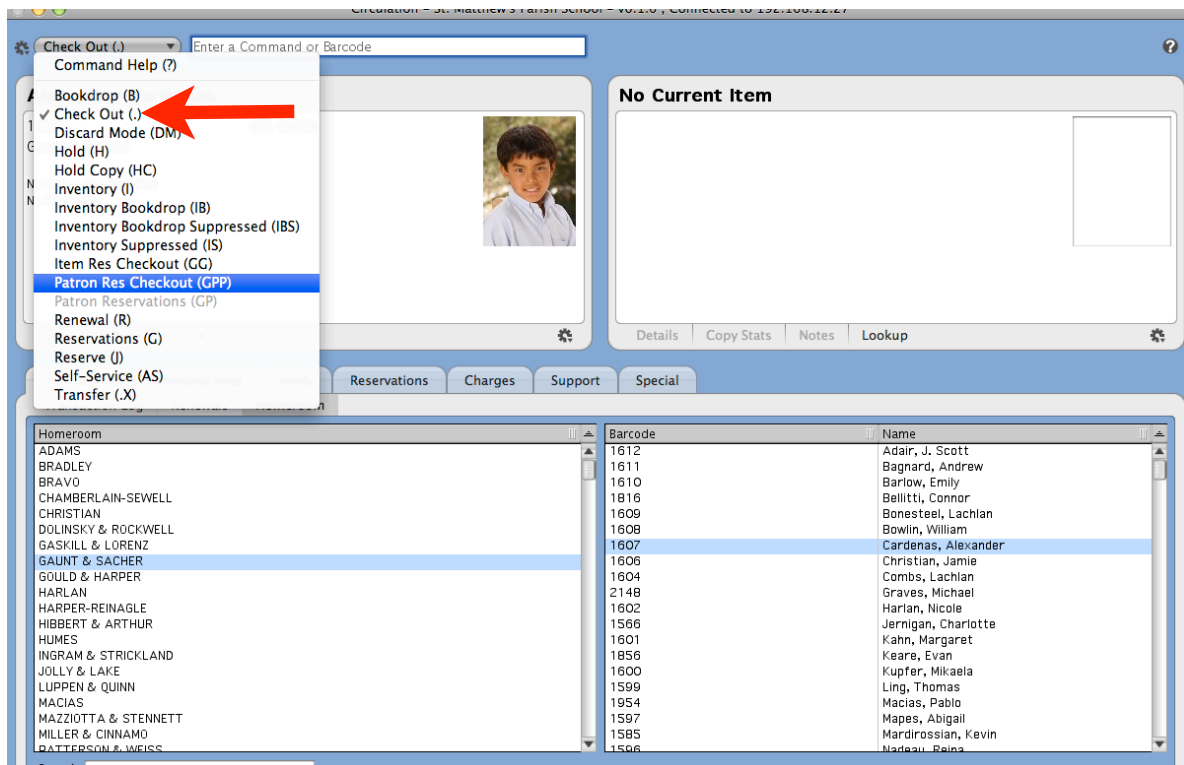 Circulation - St. Matthew's Parish School - v6.1.0 , Connected to 192.168.12.27
Check Out (.)
Enter a Command or Barcode
Command Help (?)
Bookdrop (B)
✓ Check Out (.)
Discard Mode (DM)
Hold (H)
Hold Copy (HC)
Inventory (I)
Inventory Bookdrop (IB)
Inventory Bookdrop Suppressed (IBS)
Inventory Suppressed (IS)
Item Res Checkout (GG)
Patron Res Checkout (GPP)
Patron Reservations (GP)
Renewal (R)
Reservations (G)
Reserve (J)
Self-Service (AS)
Transfer (.X)
No Current Item
Details Copy Stats Notes Lookup
Reservations Charges Support Special
Homeroom
Homeroom
ADAMS
BRADLEY
BRAVO
CHAMBERLAIN-SEWELL
CHRISTIAN
DOLINSKY & ROCKWELL
GASKILL & LORENZ
GAUNT & SACHER
GOULD & HARPER
HARLAN
HARPER-REINAGLE
HIBBERT & ARTHUR
HUMES
INGRAM & STRICKLAND
JOLLY & LAKE
LUPPEN & QUINN
MACIAS
MAZZIOTTA & STENNETT
MILLER & CINNAMO
PATTERSON & WEISS
Barcode Name
1612 Adair, J. Scott
1611 Bagnard, Andrew
1610 Barlow, Emily
1816 Bellitti, Connor
1609 Bonesteel, Lachlan
1608 Bowlin, William
1607 Cardenas, Alexander
1606 Christian, Jamie
1604 Combs, Lachlan
2148 Graves, Michael
1602 Harlan, Nicole
1566 Jernigan, Charlotte
1601 Kahn, Margaret
1856 Keare, Evan
1600 Kupfer, Mikaela
1599 Ling, Thomas
1954 Macias, Pablo
1597 Mapes, Abigail
1585 Mardirossian, Kevin
1596 Nadeau, Reina